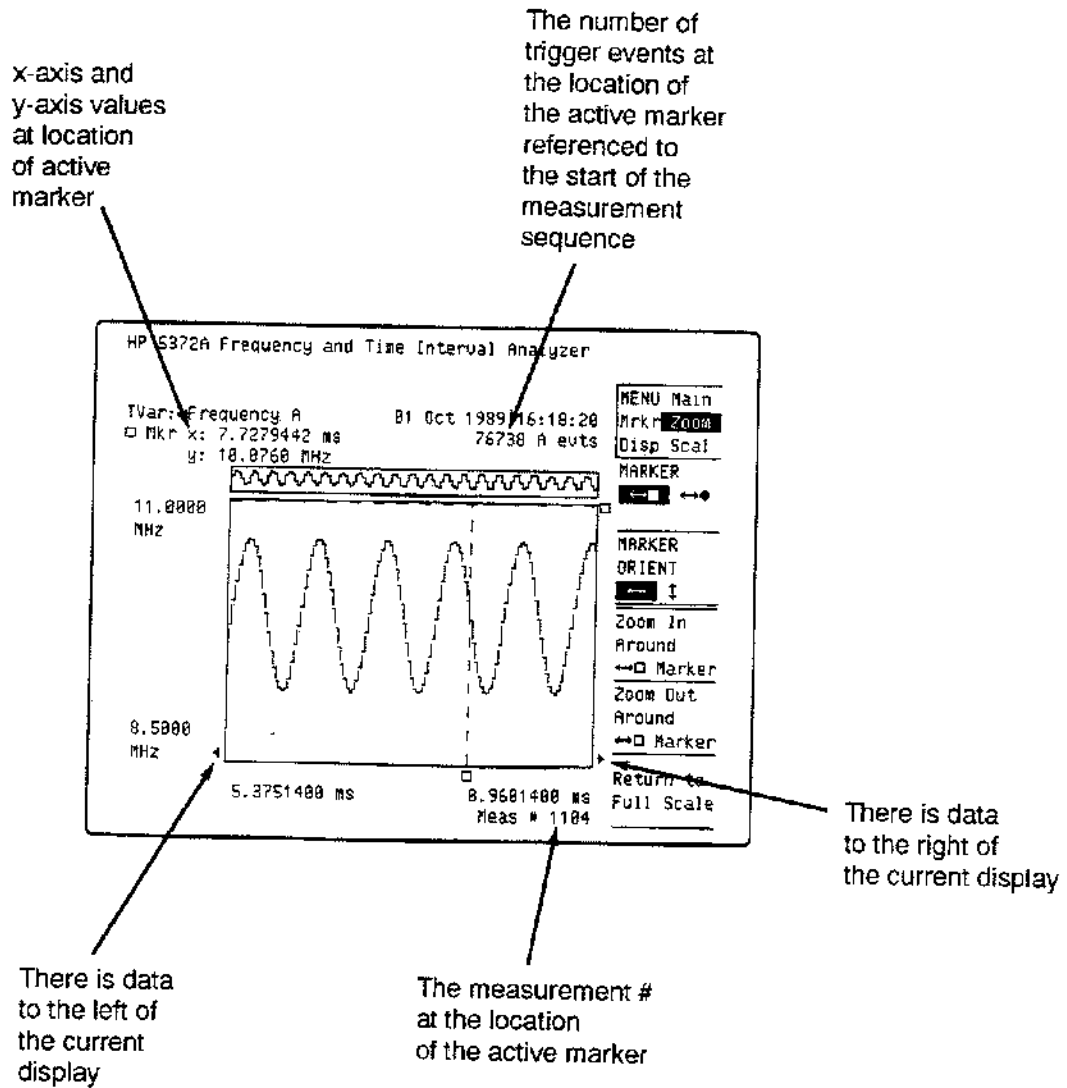 The number of
trigger events at
the location of
the active marker
referenced to
the start of the
measurement
sequence
x-axis and
y-axis values
at location
of active
marker
HP 5372A Frequency and Time Interval Analyzer
TVar: Frequency A
01 Oct 1989 16:18:20
□ Mkr x: 7.7279442 ms
76738 A evts
y: 10.0760 MHz
11.0000
MHz
8.5000
MHz
5.3751400 ms
8.9601400 ms
Meas # 1104
MENU Main
Mrkr Zoom
Disp Scal
MARKER
↔□ ↔●
MARKER
ORIENT
↔ ↕
Zoom In
Around
↔□ Marker
Zoom Out
Around
↔□ Marker
Return to
Full Scale
There is data
to the right of
the current display
There is data
to the left of
the current
display
The measurement #
at the location
of the active marker